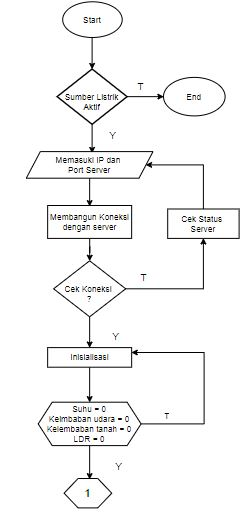 Start
Sumber Listrik
Aktif
T
End
Y
Memasuki IP dan
Port Server
Membangun Koneksi
dengan server
Cek Status
Server
Cek Koneksi
?
T
Y
Inisialisasi
Suhu = 0
Kelmbaban udara = 0
Kelembaban tanah = 0
LDR = 0
T
Y
1